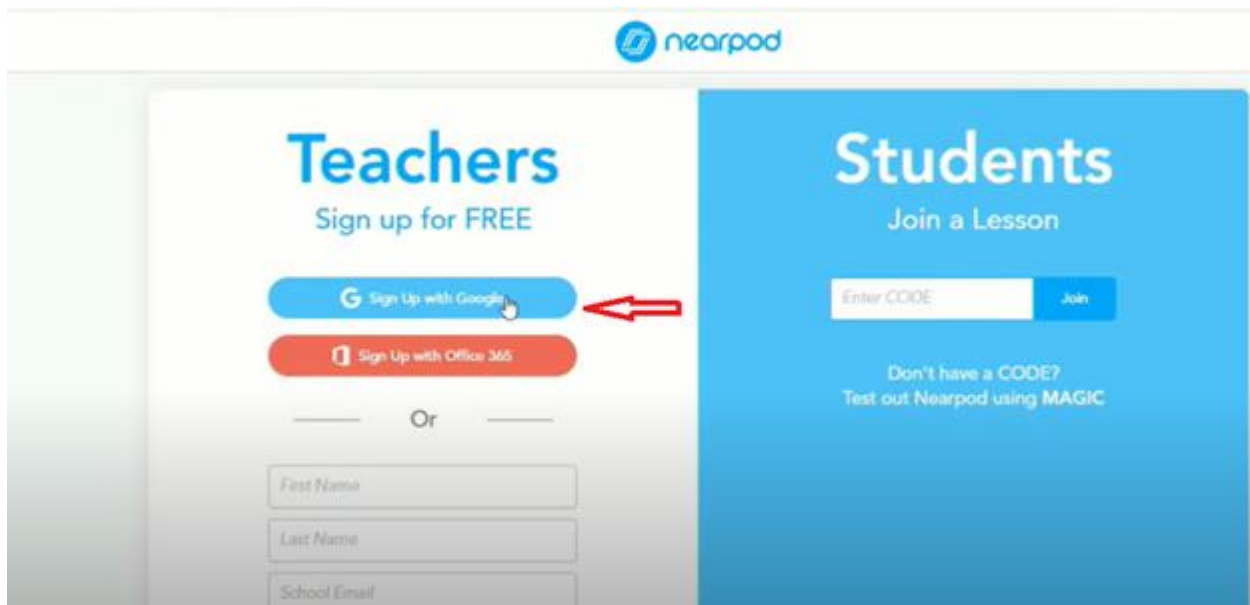 nearpod
Teachers
Sign up for FREE
G Sign Up with Google
Sign Up with Office 365
Or
First Name
Last Name
School Email
Students
Join a Lesson
Enter CODE
Join
Don't have a CODE?
Test out Nearpod using MAGIC